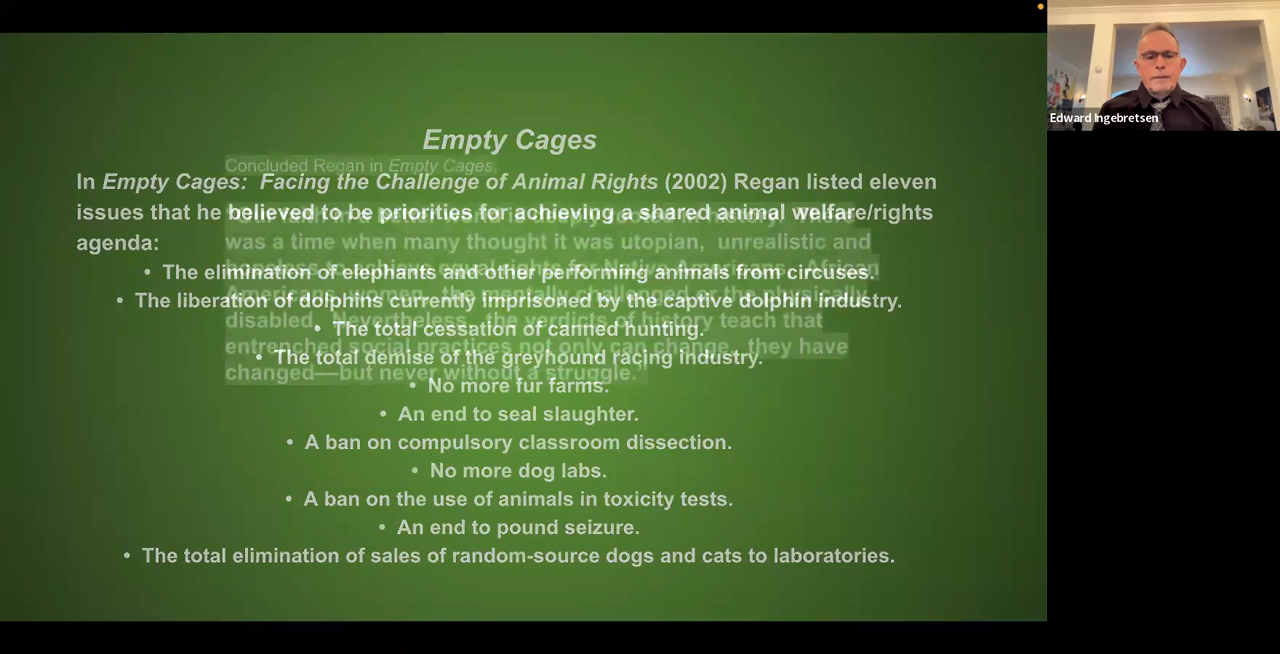 Empty Cages
Concluded Regan in Empty Cages,
In Empty Cages:  Facing the Challenge of Animal Rights (2002) Regan listed eleven
issues that he believed to be priorities for achieving a shared animal welfare/rights
agenda:
• The elimination of elephants and other performing animals from circuses.
• The liberation of dolphins currently imprisoned by the captive dolphin industry.
• The total cessation of canned hunting.
• The total demise of the greyhound racing industry.
• No more fur farms.
• An end to seal slaughter.
• A ban on compulsory classroom dissection.
• No more dog labs.
• A ban on the use of animals in toxicity tests.
• An end to pound seizure.
• The total elimination of sales of random-source dogs and cats to laboratories.
was a time when many thought it was utopian,  unrealistic and
hopeless to achieve equal rights for Native Americans,  African
Americans, women,  the mentally challenged or the physically
disabled.  Nevertheless,  the verdicts of history teach that
entrenched social practices not only can change,  they have
changed—but never without a struggle.”
Edward Ingebretsen